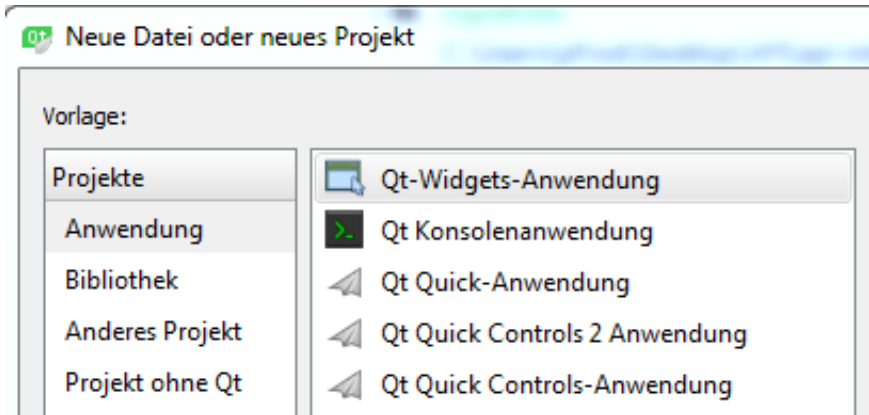 Qt Neue Datei oder neues Projekt
Vorlage:
Projekte
Anwendung
Bibliothek
Anderes Projekt
Projekt ohne Qt
Qt-Widgets-Anwendung
Qt Konsolenanwendung
Qt Quick-Anwendung
Qt Quick Controls 2 Anwendung
Qt Quick Controls-Anwendung